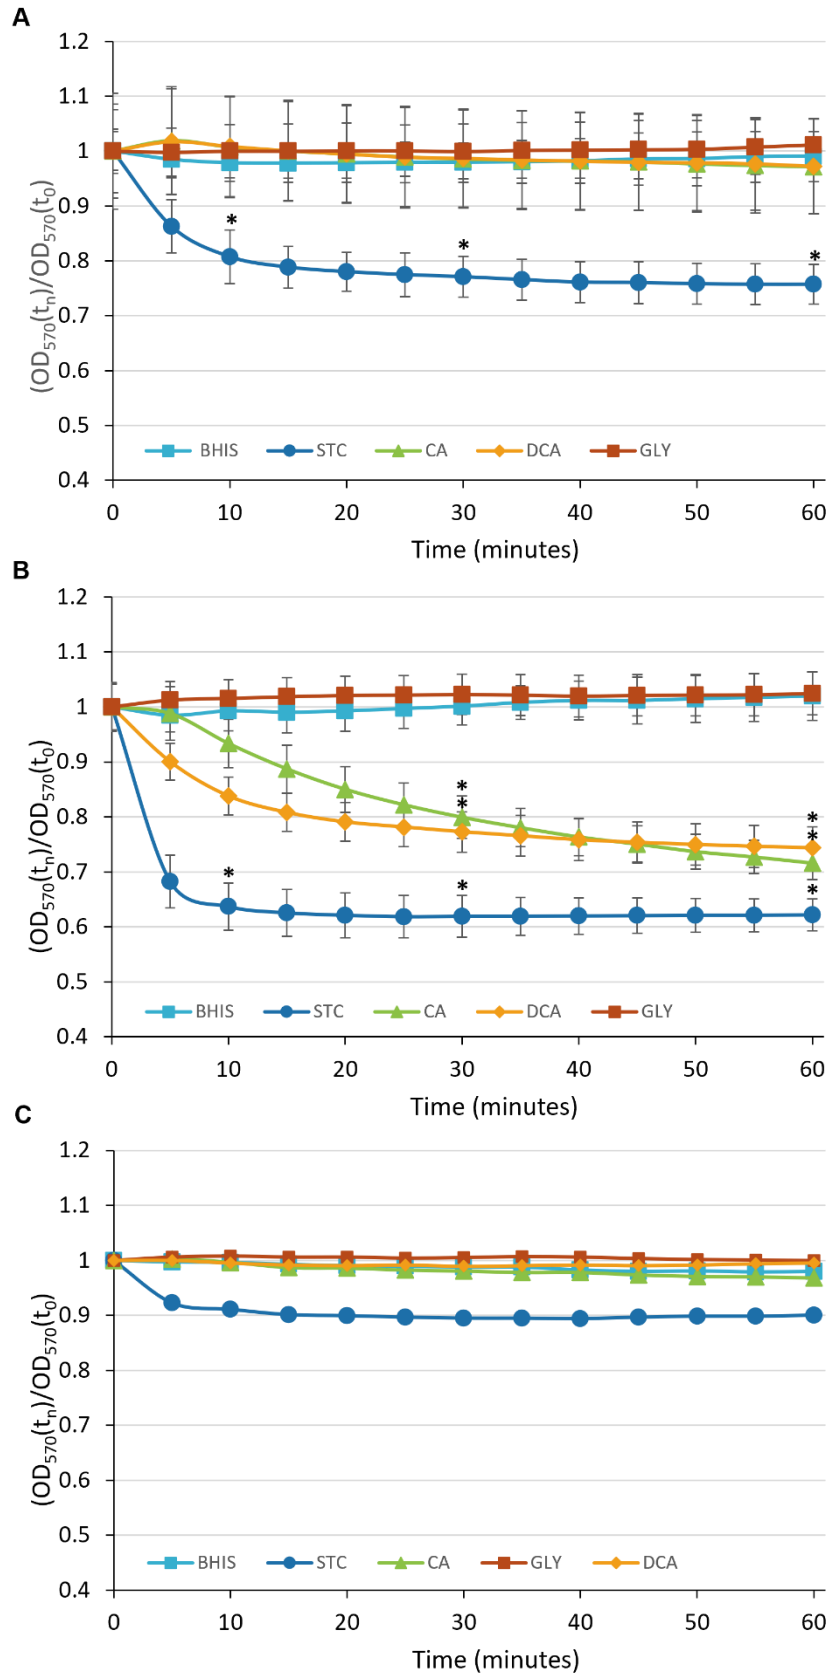 A
1.2
1.1
1
0.9
0.8
0.7
0.6
0.5
0.4
(OD570(tn)/OD570(t0)
*
*
*
BHIS STC CA DCA GLY
0 10 20 30 40 50 60
Time (minutes)
B
1.2
1.1
1
0.9
0.8
0.7
0.6
0.5
0.4
(OD570(tn)/OD570(t0)
*
*
*
*
*
*
*
BHIS STC CA DCA GLY
0 10 20 30 40 50 60
Time (minutes)
C
1.2
1.1
1
0.9
0.8
0.7
0.6
0.5
0.4
(OD570(tn)/OD570(t0)
BHIS STC CA GLY DCA
0 10 20 30 40 50 60
Time (minutes)